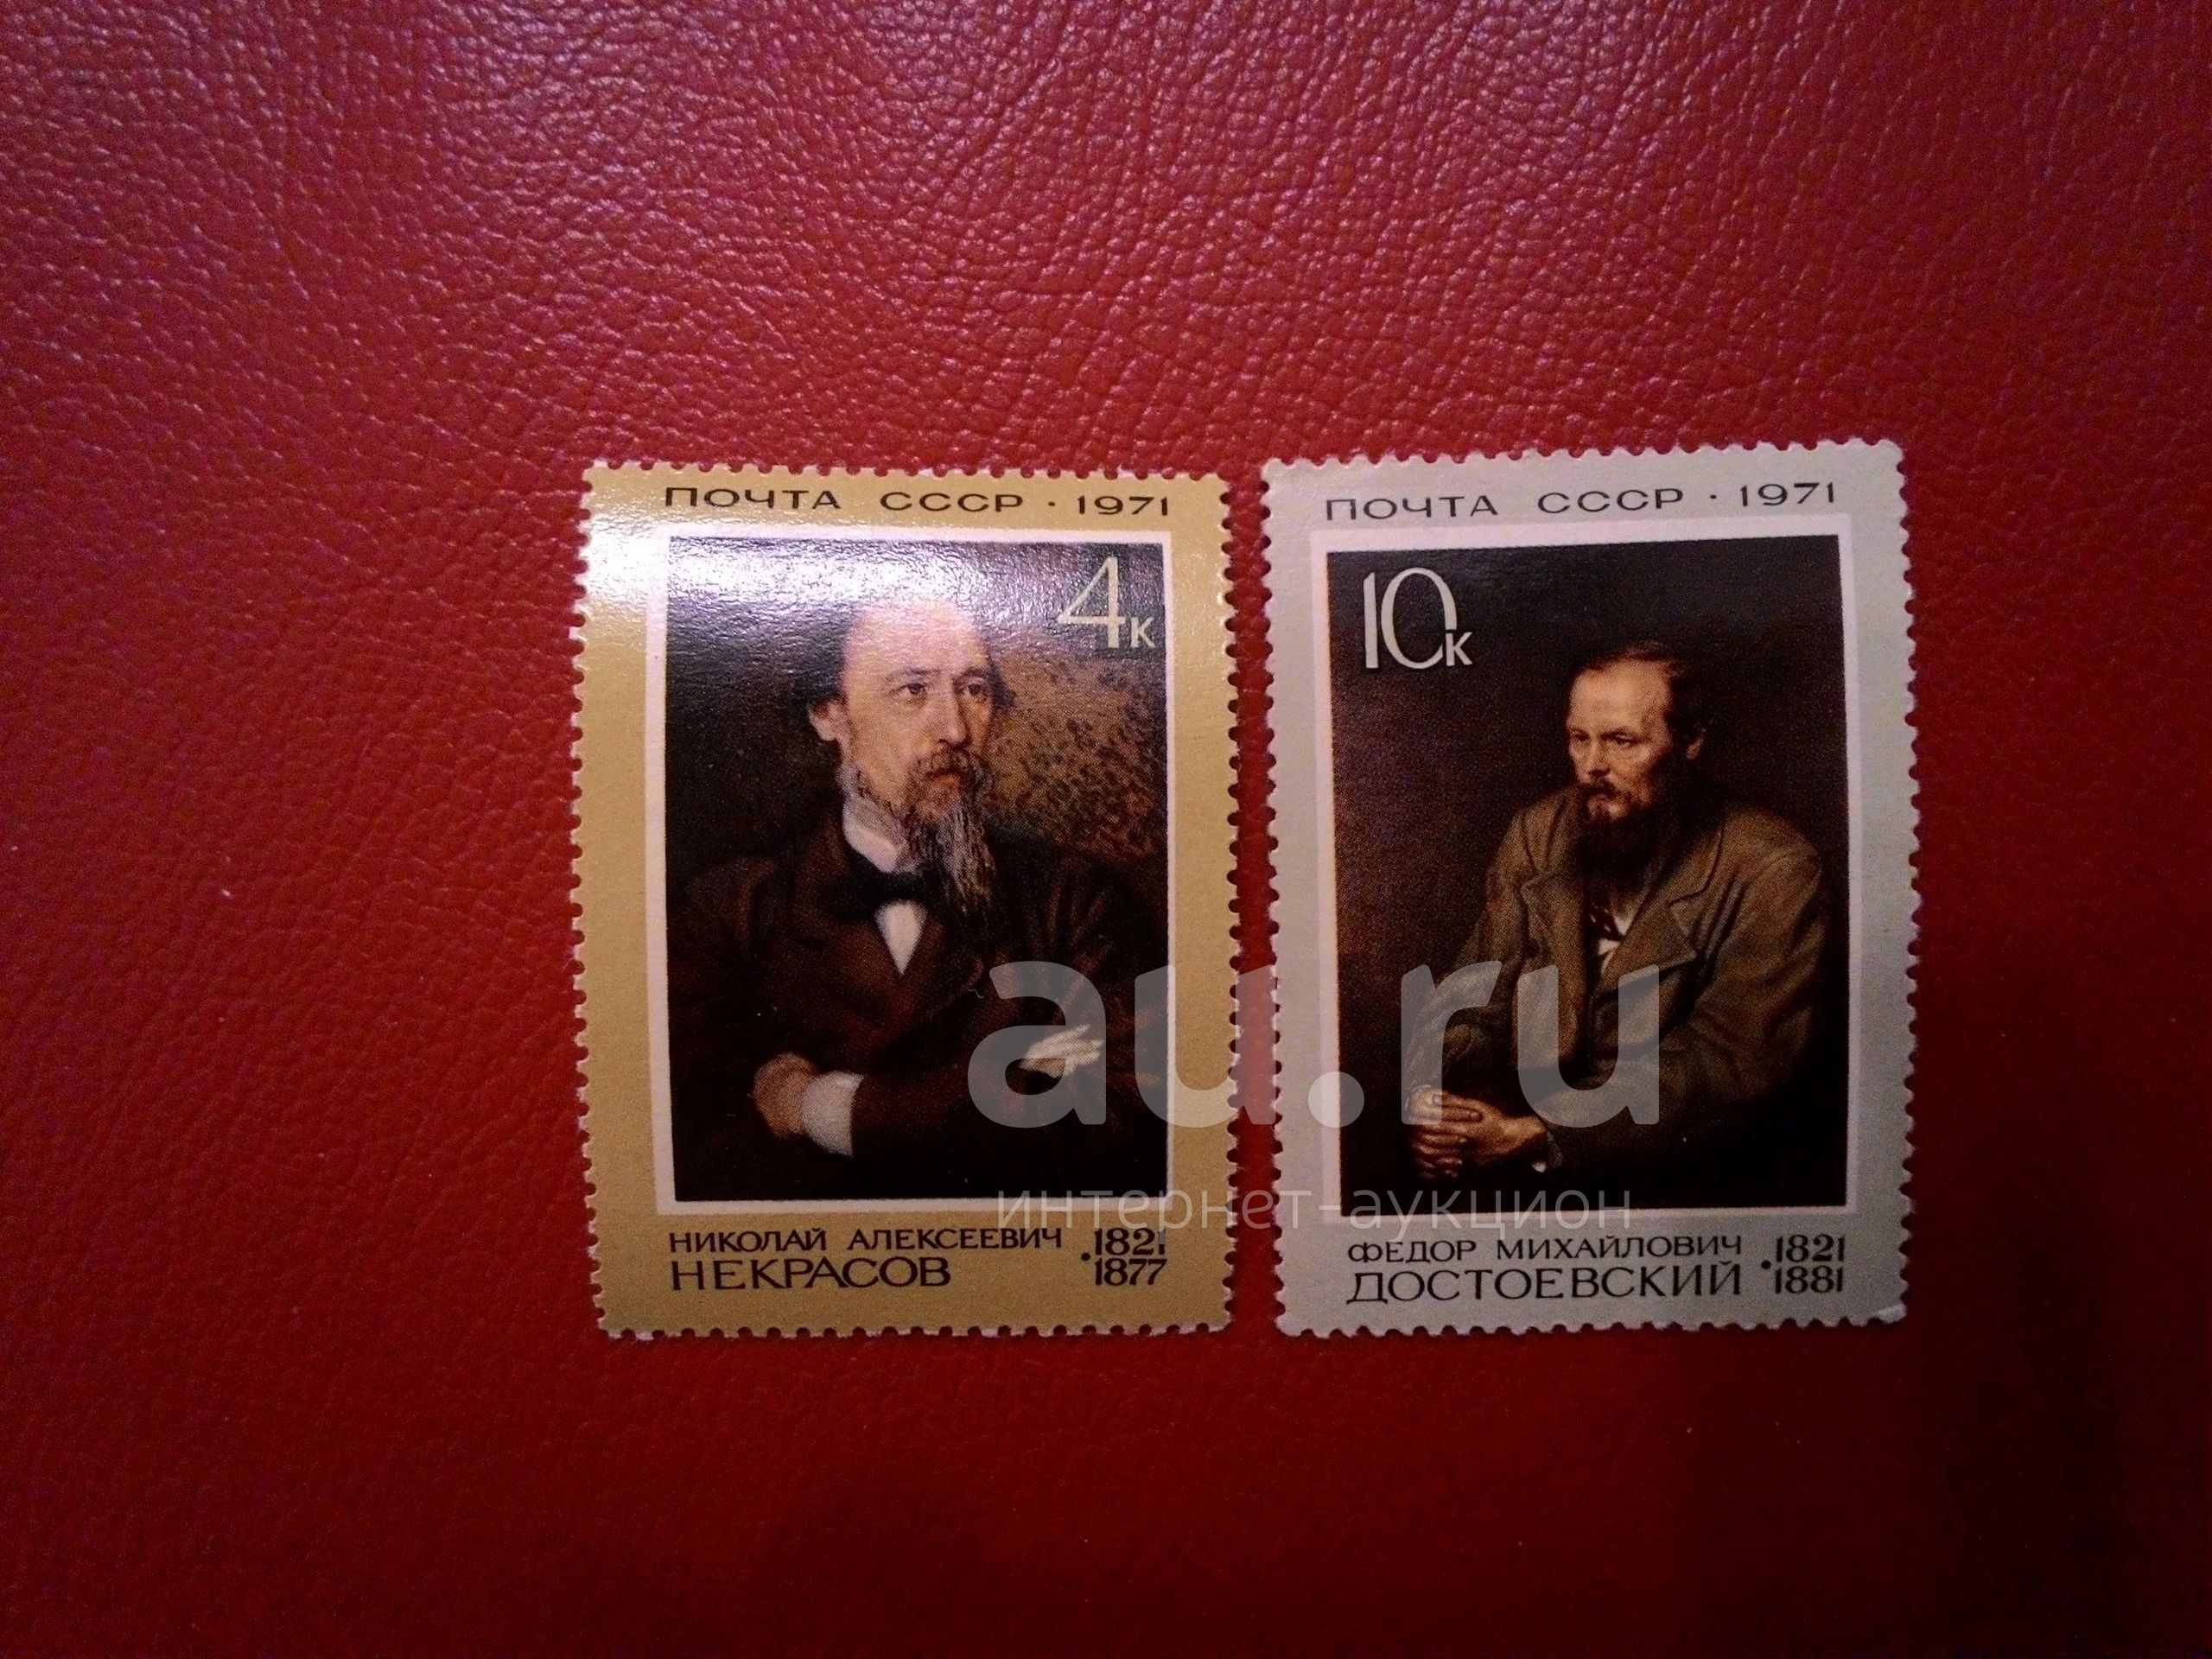 ПОЧТА СССР · 1971
4к
НИКОЛАЙ АЛЕКСЕЕВИЧ
НЕКРАСОВ
· 1821
1877
ПОЧТА СССР · 1971
10к
ФЕДОР МИХАЙЛОВИЧ
ДОСТОЕВСКИЙ
· 1821
1881
au.ru
интернет-аукцион